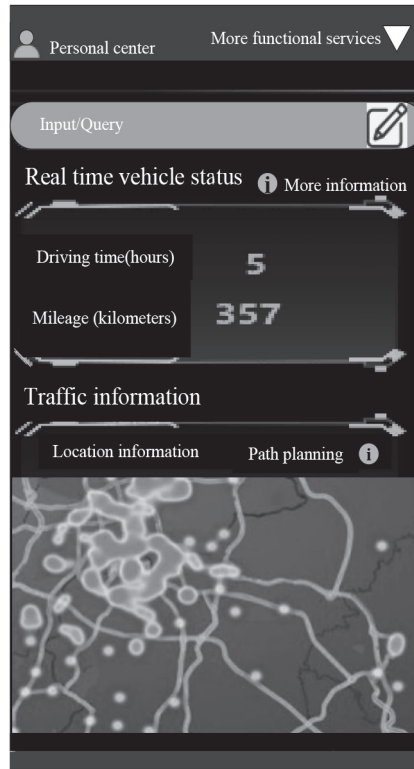 Personal center
More functional services
Input/Query
Real time vehicle status
More information
Driving time(hours)
5
Mileage (kilometers)
357
Traffic information
Location information
Path planning